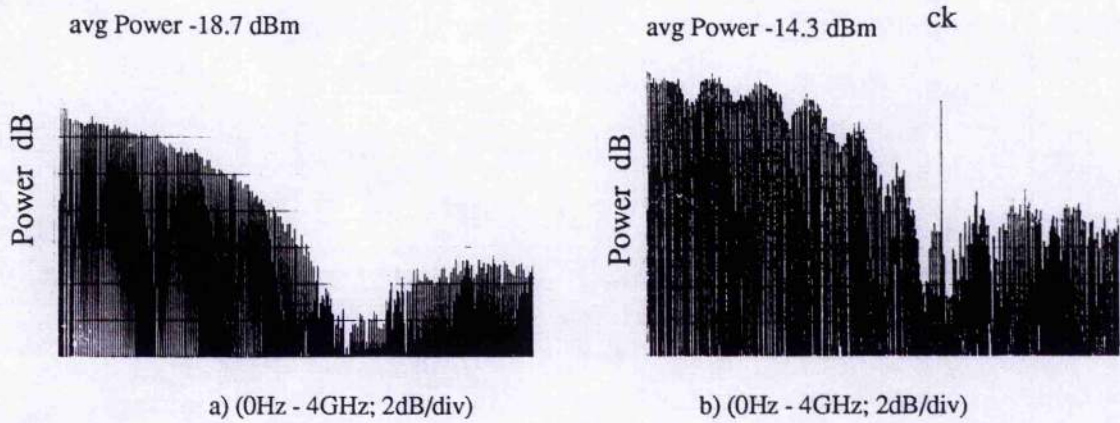 avg Power -18.7 dBm
Power dB
a) (0Hz - 4GHz; 2dB/div)
avg Power -14.3 dBm
ck
Power dB
b) (0Hz - 4GHz; 2dB/div)